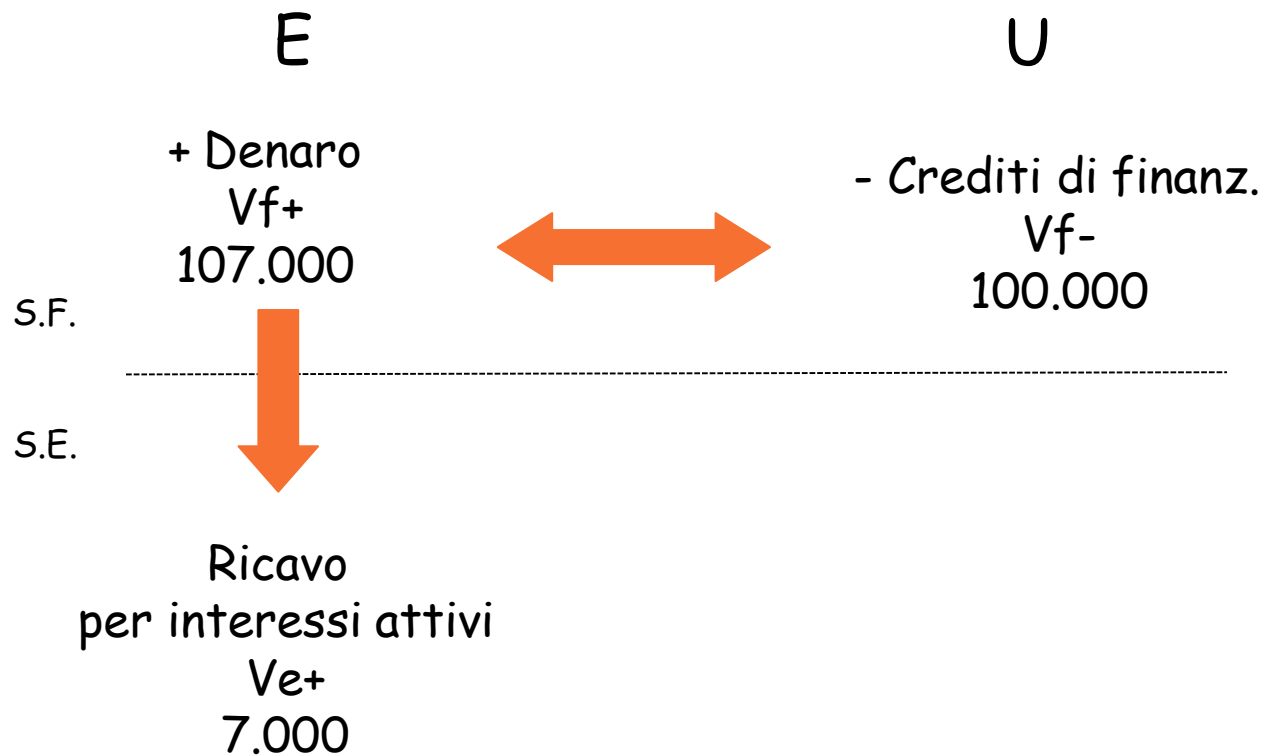 E
U
+ Denaro
Vf+
107.000
- Crediti di finanz.
Vf-
100.000
S.F.
S.E.
Ricavo
per interessi attivi
Ve+
7.000